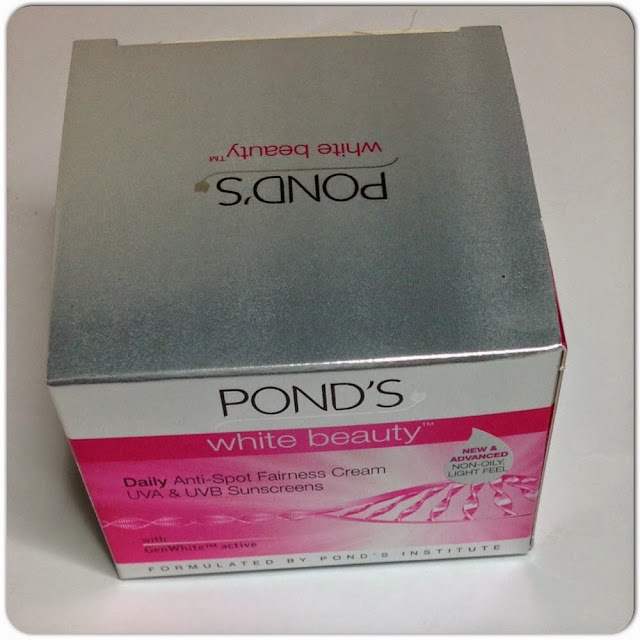 POND'S
white beauty™
POND'S
white beauty™
Daily Anti-Spot Fairness Cream
UVA & UVB Sunscreens
NEW &
ADVANCED
NON-OILY,
LIGHT FEEL
with
GenWhite™ active
FORMULATED BY POND'S INSTITUTE